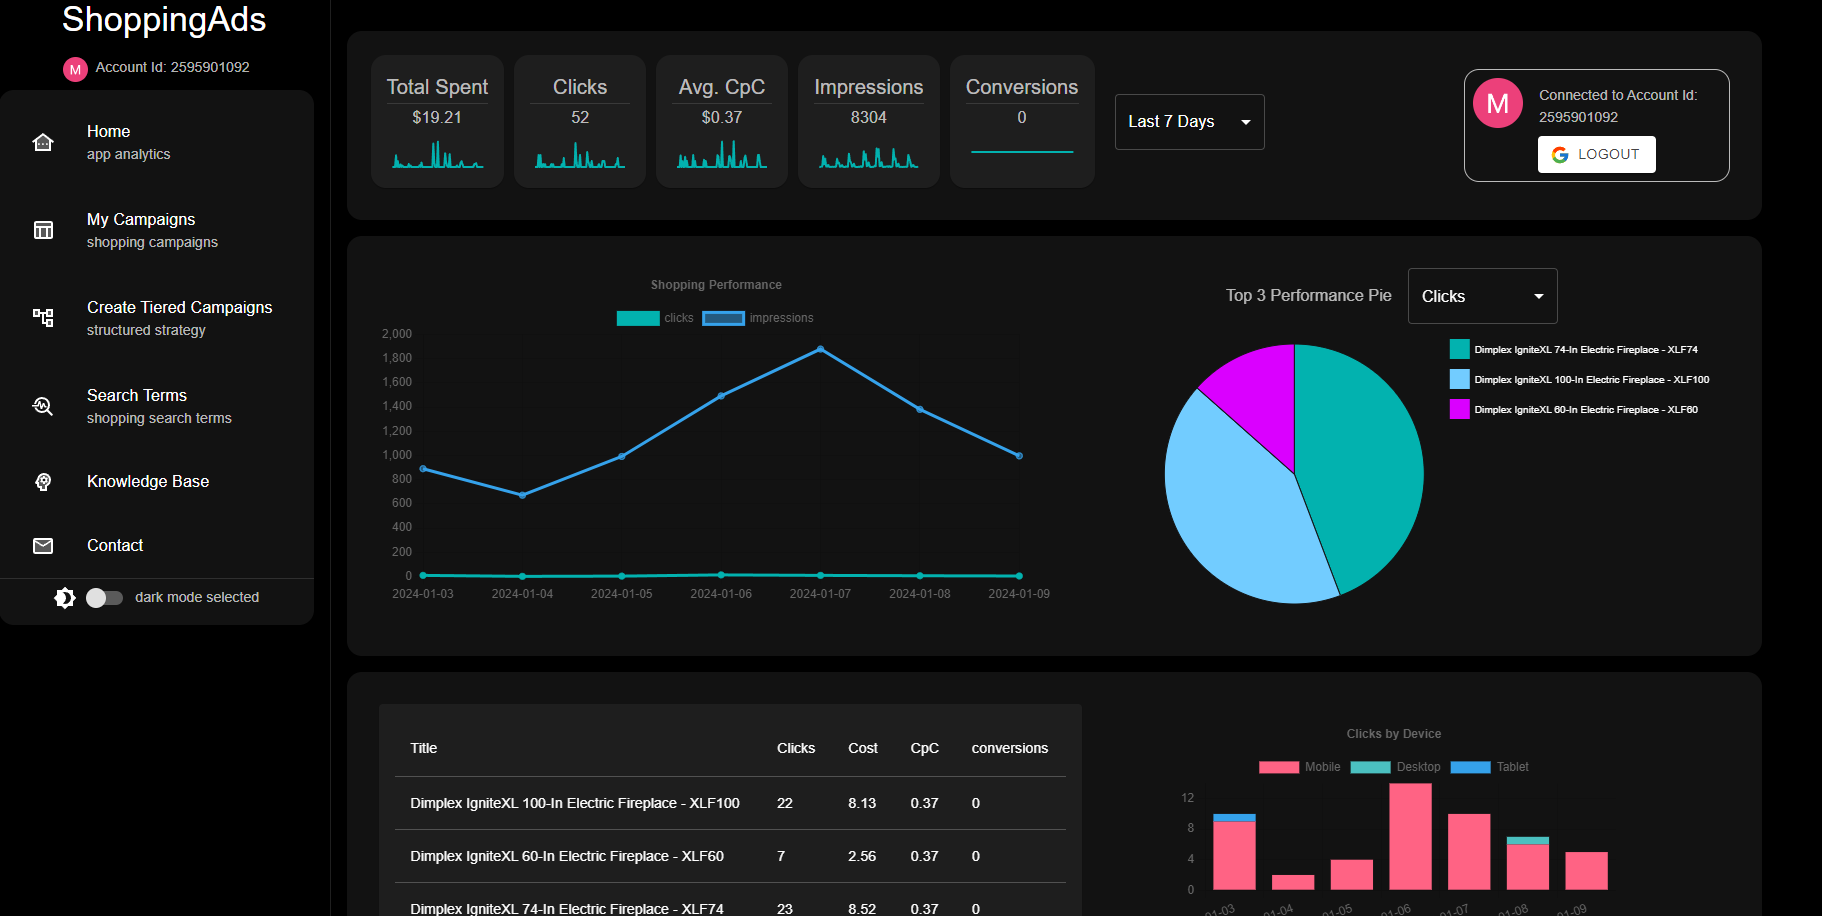 ShoppingAds
M Account Id: 2595901092
Home
app analytics
My Campaigns
shopping campaigns
Create Tiered Campaigns
structured strategy
Search Terms
shopping search terms
Knowledge Base
Contact
dark mode selected
Total Spent
$19.21
Clicks
52
Avg. CpC
$0.37
Impressions
8304
Conversions
0
Last 7 Days
M
Connected to Account Id:
2595901092
LOGOUT
Shopping Performance
clicks impressions
2,000
1,800
1,600
1,400
1,200
1,000
800
600
400
200
0
2024-01-03 2024-01-04 2024-01-05 2024-01-06 2024-01-07 2024-01-08 2024-01-09
Top 3 Performance Pie
Clicks
Dimplex IgniteXL 74-In Electric Fireplace - XLF74
Dimplex IgniteXL 100-In Electric Fireplace - XLF100
Dimplex IgniteXL 60-In Electric Fireplace - XLF60
Title Clicks Cost CpC conversions
Dimplex IgniteXL 100-In Electric Fireplace - XLF100 22 8.13 0.37 0
Dimplex IgniteXL 60-In Electric Fireplace - XLF60 7 2.56 0.37 0
Dimplex IgniteXL 74-In Electric Fireplace - XLF74 23 8.52 0.37 0
Clicks by Device
Mobile Desktop Tablet
12
8
4
0
01-03 01-04 01-05 01-06 01-07 01-08 01-09